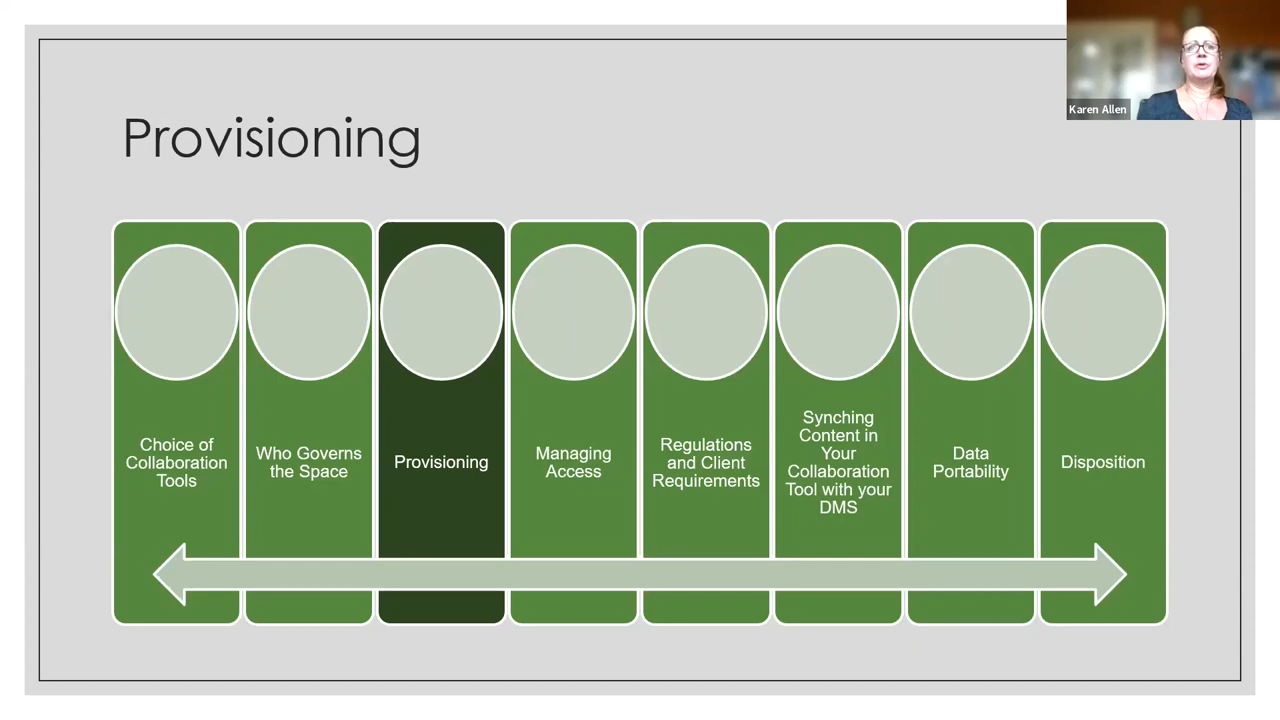 Karen Allen
Provisioning
Choice of
Collaboration
Tools
Who Governs
the Space
Provisioning
Managing
Access
Regulations
and Client
Requirements
Synching
Content in
Your
Collaboration
Tool with your
DMS
Data
Portability
Disposition